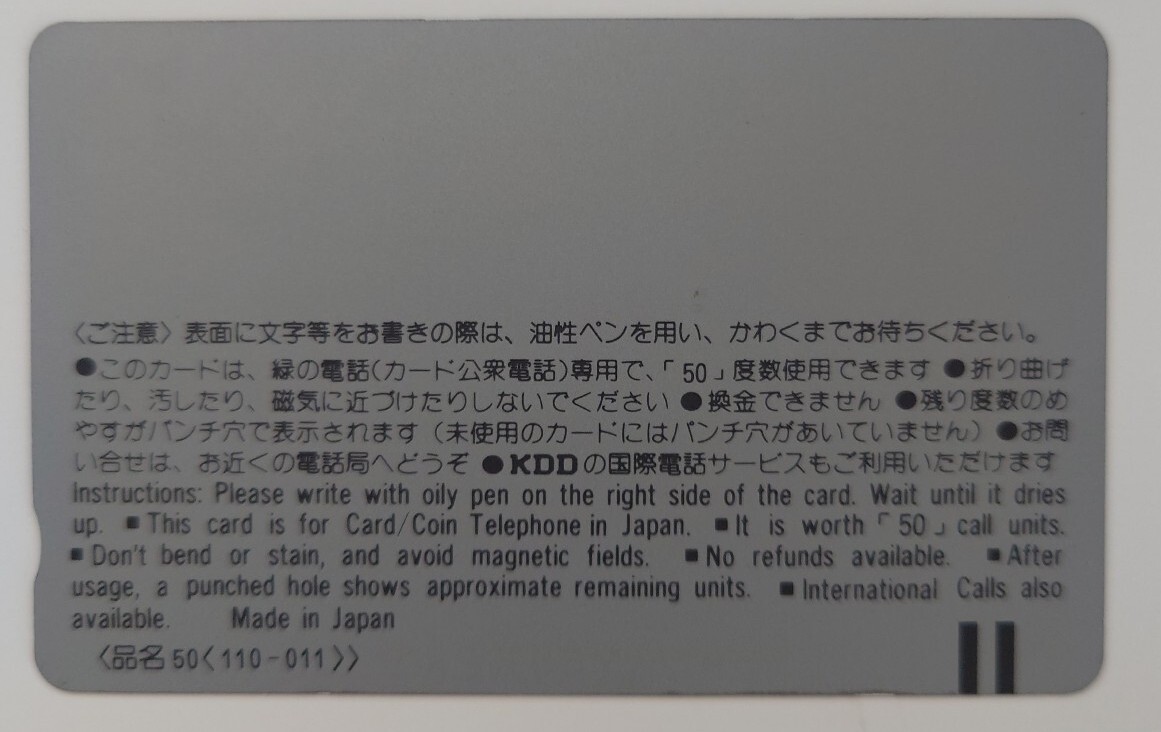 〈ご注意〉表面に文字等をお書きの際は、油性ペンを用い、かわくまでお待ちください。
●このカードは、緑の電話(カード公衆電話)専用で、「50」度数使用できます ●折り曲げ
たり、汚したり、磁気に近づけたりしないでください ●換金できません ●残り度数のめ
やすがパンチ穴で表示されます(未使用のカードにはパンチ穴があいていません) ●お問
い合せは、お近くの電話局へどうぞ ●KDDの国際電話サービスもご利用いただけます
Instructions: Please write with oily pen on the right side of the card. Wait until it dries
up. ■This card is for Card/Coin Telephone in Japan. ■It is worth「50」call units.
■Don't bend or stain, and avoid magnetic fields. ■No refunds available. ■After
usage, a punched hole shows approximate remaining units. ■International Calls also
available. Made in Japan
〈品名50〈110-011〉〉